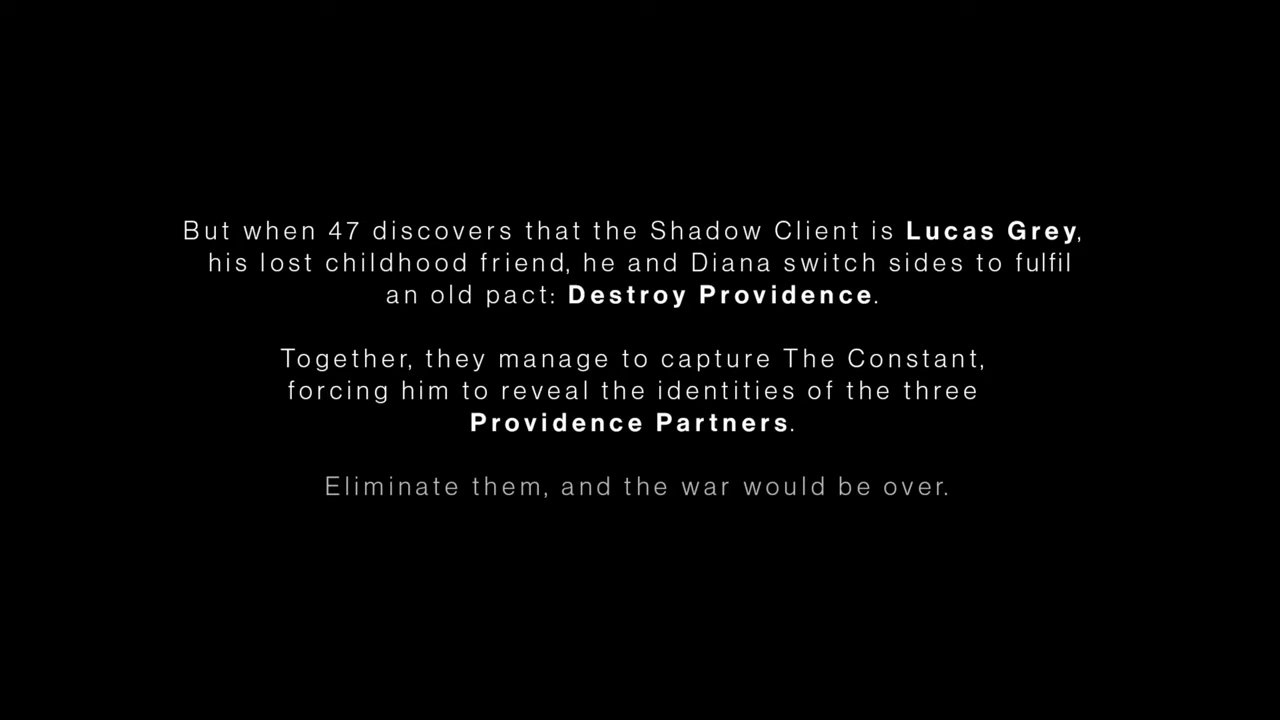 But when 47 discovers that the Shadow Client is Lucas Grey,
his lost childhood friend, he and Diana switch sides to fulfil
an old pact: Destroy Providence.
Together, they manage to capture The Constant,
forcing him to reveal the identities of the three
Providence Partners.
Eliminate them, and the war would be over.